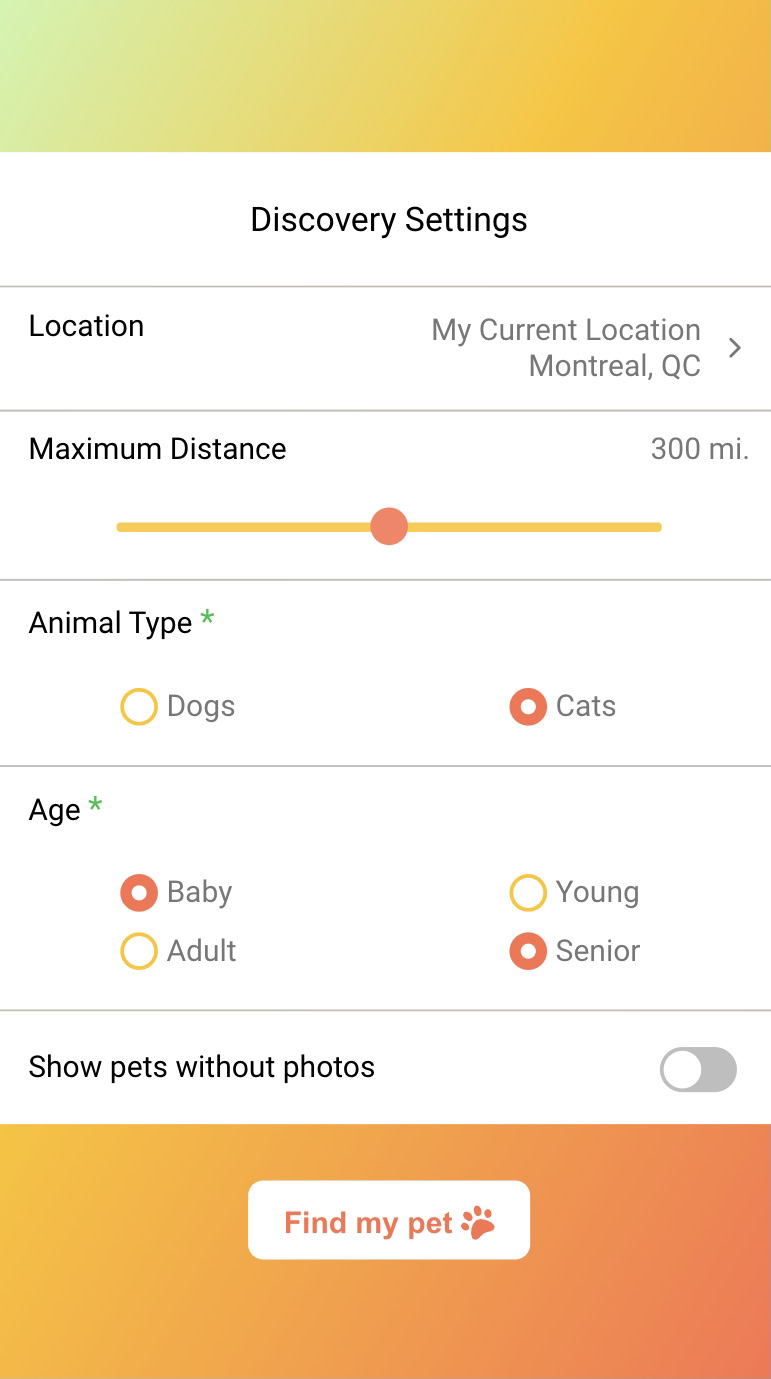 Discovery Settings
Location
My Current Location
Montreal, QC
Maximum Distance
300 mi.
Animal Type *
Dogs
Cats
Age *
Baby
Young
Adult
Senior
Show pets without photos
Find my pet